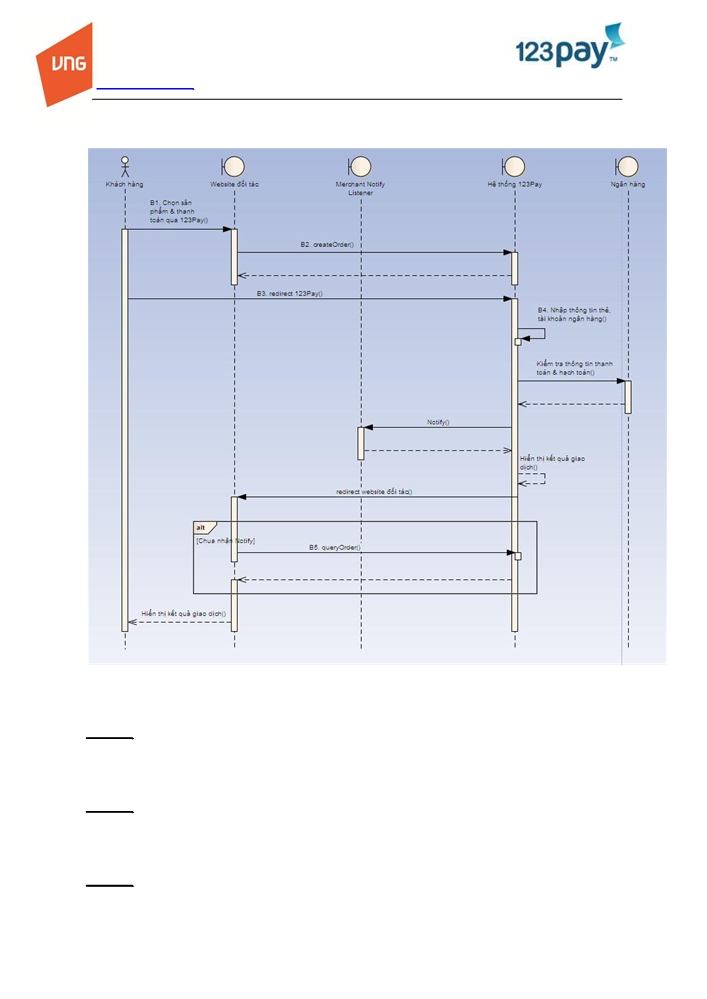 VNG
123pay™
Khách hàng
Website đối tác
Merchant Notify
Listener
Hệ thống 123Pay
Ngân hàng
B1. Chọn sản
phẩm & thanh
toán qua 123Pay()
B2. createOrder()
B3. redirect 123Pay()
B4. Nhập thông tin thẻ,
tài khoản ngân hàng()
Kiểm tra thông tin thanh
toán & hạch toán()
Notify()
Hiển thị kết quả giao
dịch()
redirect website đối tác()
alt
[Chưa nhận Notify]
B5. queryOrder()
Hiển thị kết quả giao dịch()